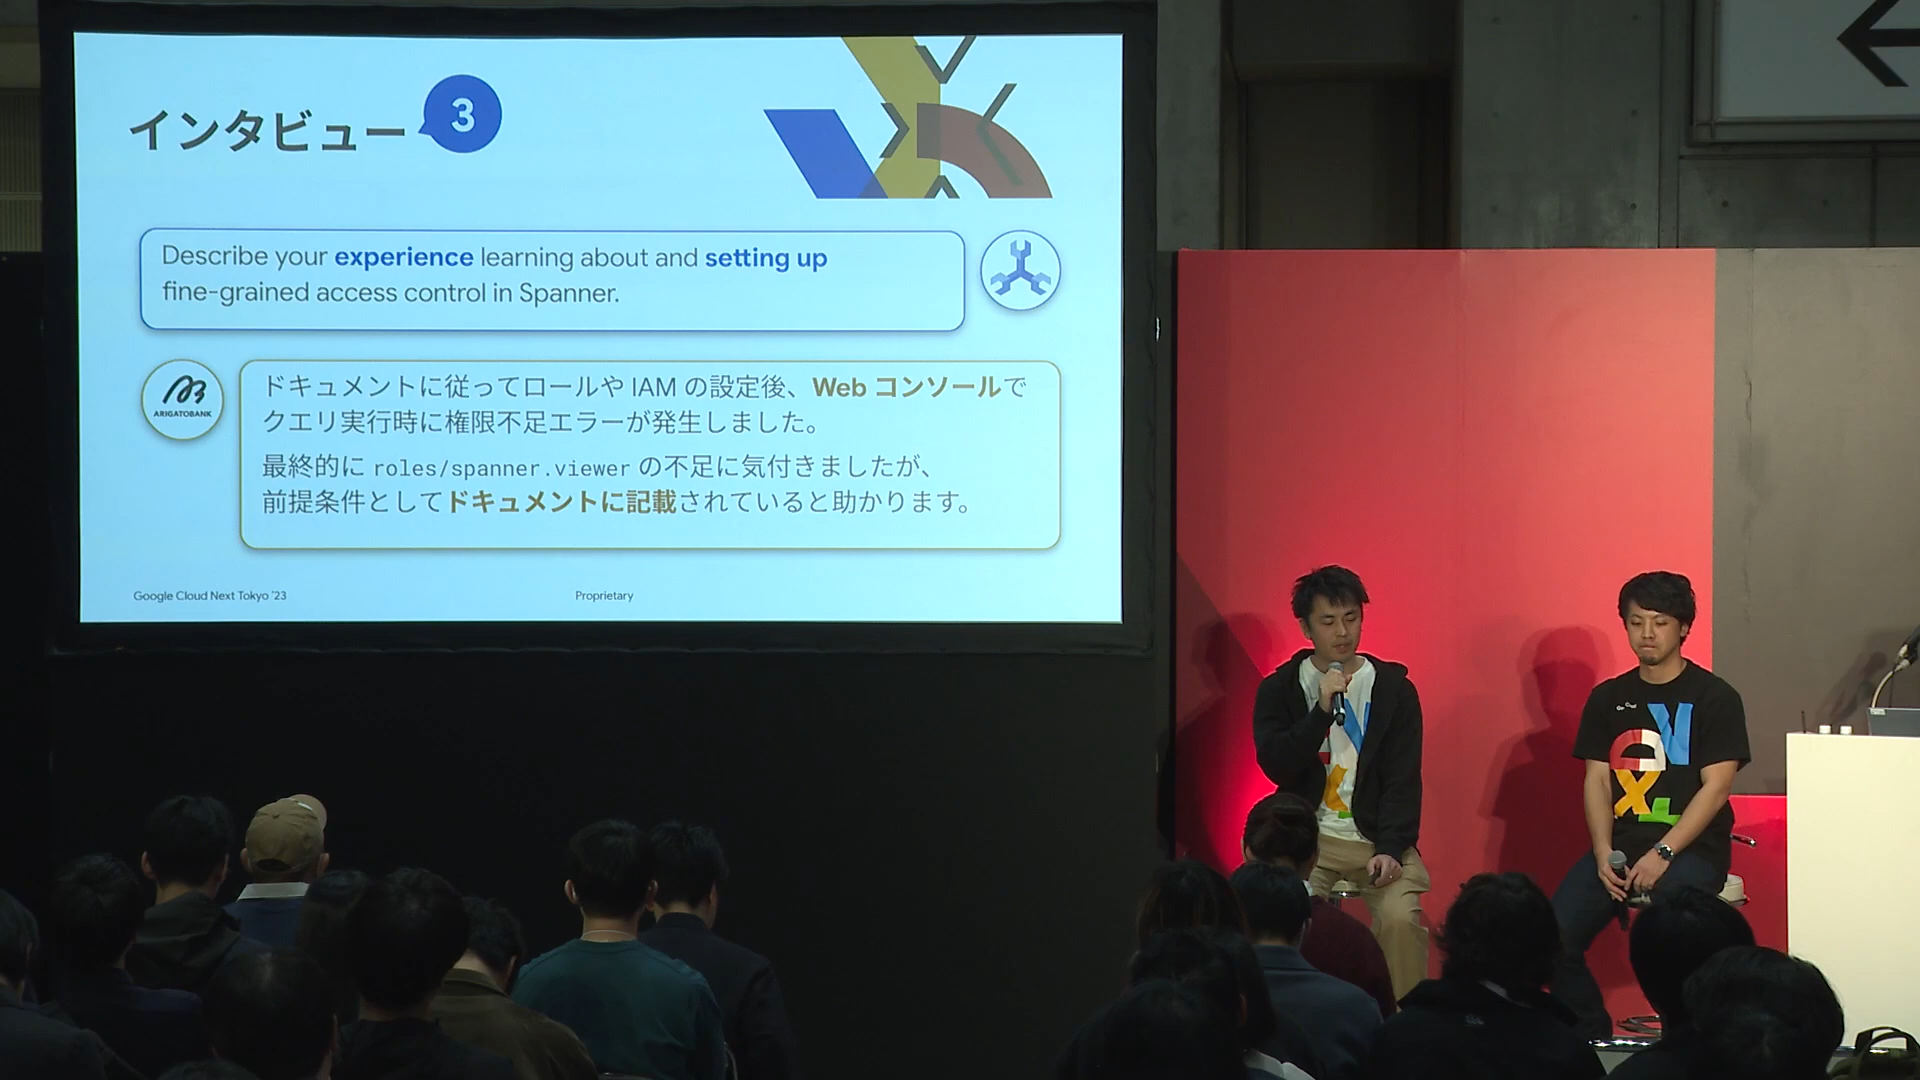 インタビュー 3
Describe your experience learning about and setting up
fine-grained access control in Spanner.
ARIGATOBANK
ドキュメントに従ってロールや IAM の設定後、Web コンソールで
クエリ実行時に権限不足エラーが発生しました。
最終的に roles/spanner.viewer の不足に気付きましたが、
前提条件としてドキュメントに記載されていると助かります。
Google Cloud Next Tokyo '23
Proprietary